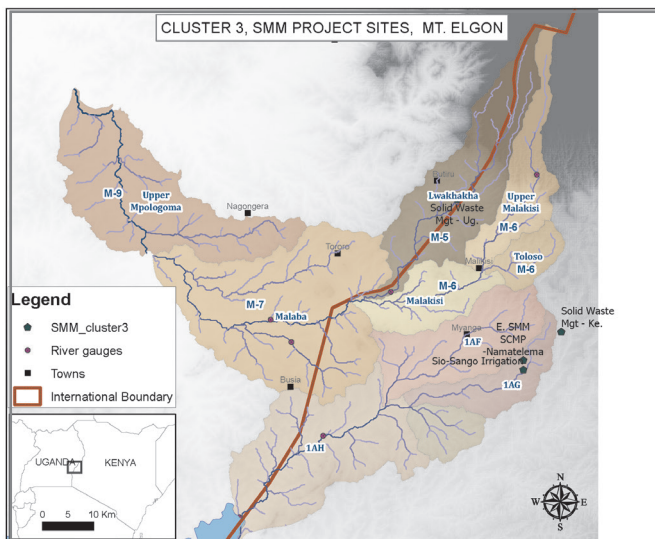 CLUSTER 3, SMM PROJECT SITES, MT. ELGON
Butiru
M-9
Upper
Mpologoma
Nagongera
Lwakhakha
Solid Waste
Mgt - Ug.
M-5
Upper
Malakisi
M-6
Toloso
M-6
Tororo
Malikisi
M-6
Malakisi
M-7
Malaba
Solid Waste
Mgt - Ke.
Myanga
E. SMM
1AF
SCMP
-Namatelema
Sio-Sango Irrigation
1AG
Busia
1AH
Legend
SMM_cluster3
River gauges
Towns
International Boundary
UGANDA
KENYA
0 5 10 Km
N
W
E
S